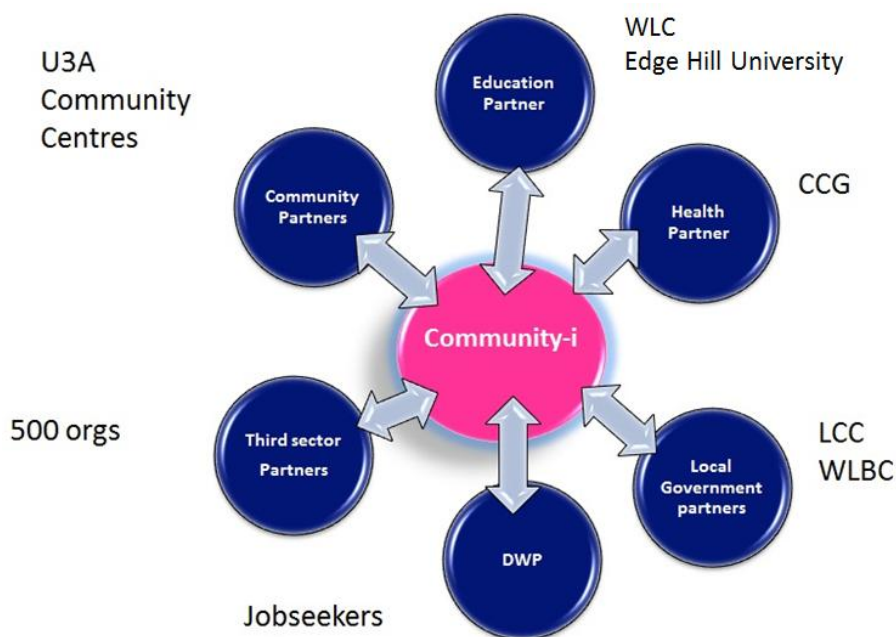 U3A
Community
Centres
WLC
Edge Hill University
Education
Partner
Community
Partners
Health
Partner
CCG
Community-i
500 orgs
Third sector
Partners
Local
Government
partners
LCC
WLBC
DWP
Jobseekers